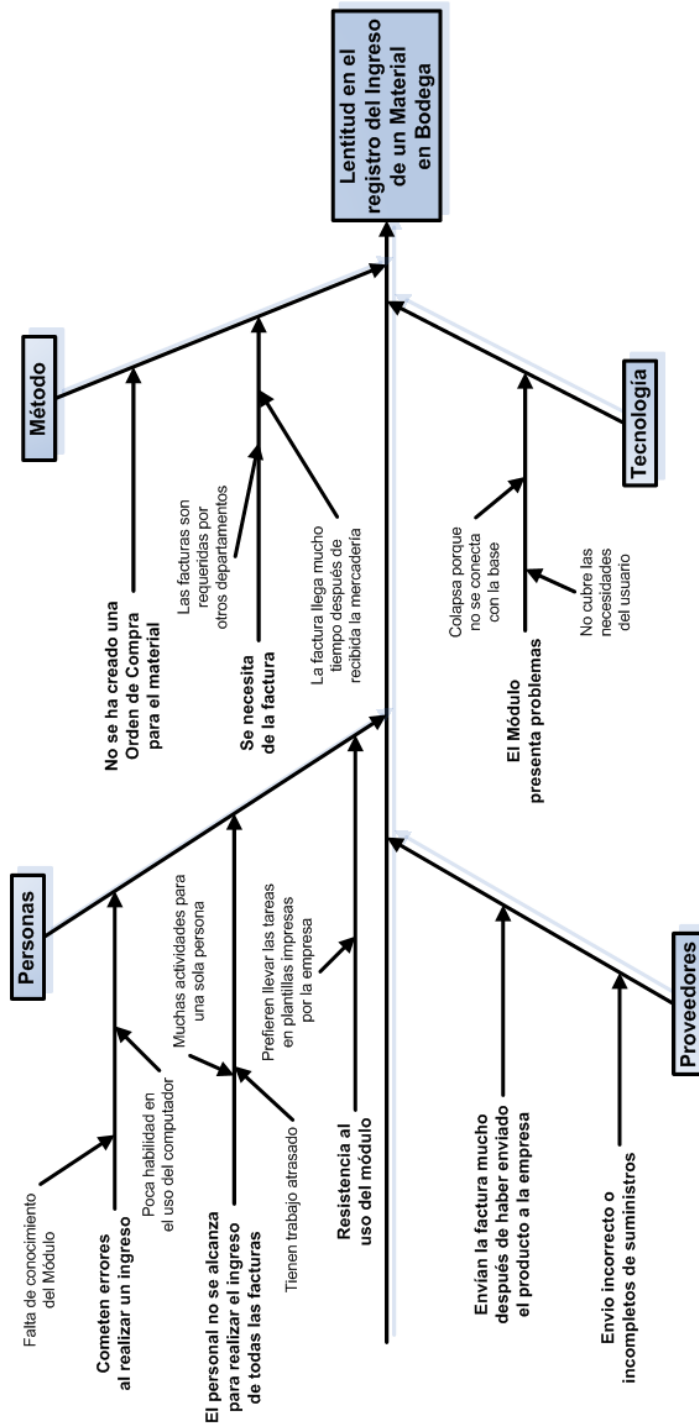 Personas
Falta de conocimiento
del Módulo
Cometen errores
al realizar un ingreso
Poca habilidad en
el uso del computador
Muchas actividades para
una sola persona
El personal no se alcanza
para realizar el ingreso
de todas las facturas
Tienen trabajo atrasado
Prefieren llevar las tareas
en plantillas impresas
por la empresa
Resistencia al
uso del módulo
Método
No se ha creado una
Orden de Compra
para el material
Las facturas son
requeridas por
otros departamentos
Se necesita
de la factura
La factura llega mucho
tiempo después de
recibida la mercadería
Lentitud en el
registro del Ingreso
de un Material
en Bodega
Envían la factura mucho
después de haber enviado
el producto a la empresa
Envio incorrecto o
incompletos de suministros
Proveedores
Colapsa porque
no se conecta
con la base
El Módulo
presenta problemas
No cubre las
necesidades
del usuario
Tecnología